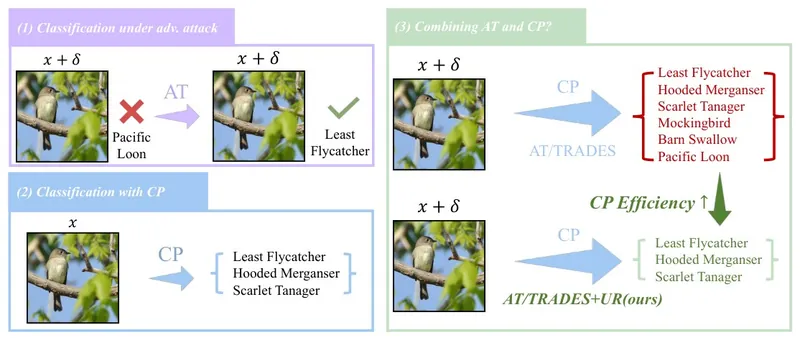 (1) Classification under adv. attack
x + δ
x + δ
AT
Pacific
Loon
Least
Flycatcher
(2) Classification with CP
x
CP
Least Flycatcher
Hooded Merganser
Scarlet Tanager
(3) Combining AT and CP?
x + δ
CP
AT/TRADES
Least Flycatcher
Hooded Merganser
Scarlet Tanager
Mockingbird
Barn Swallow
Pacific Loon
CP Efficiency ↑
x + δ
CP
AT/TRADES+UR(ours)
Least Flycatcher
Hooded Merganser
Scarlet Tanager